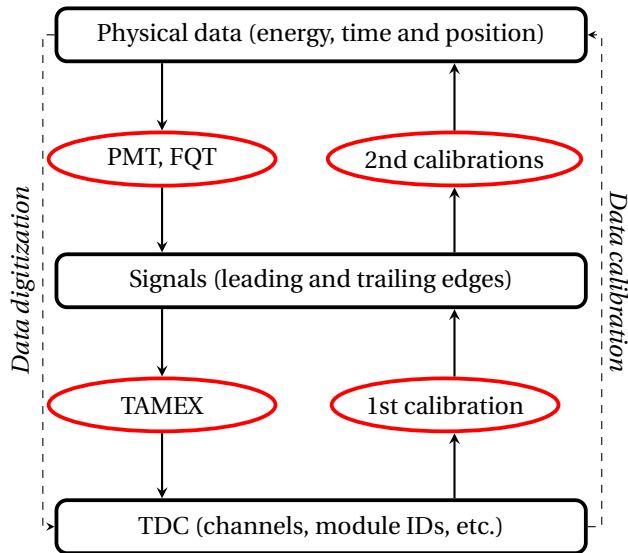 Physical data (energy, time and position)
PMT, FQT
2nd calibrations
Data digitization
Data calibration
Signals (leading and trailing edges)
TAMEX
1st calibration
TDC (channels, module IDs, etc.)